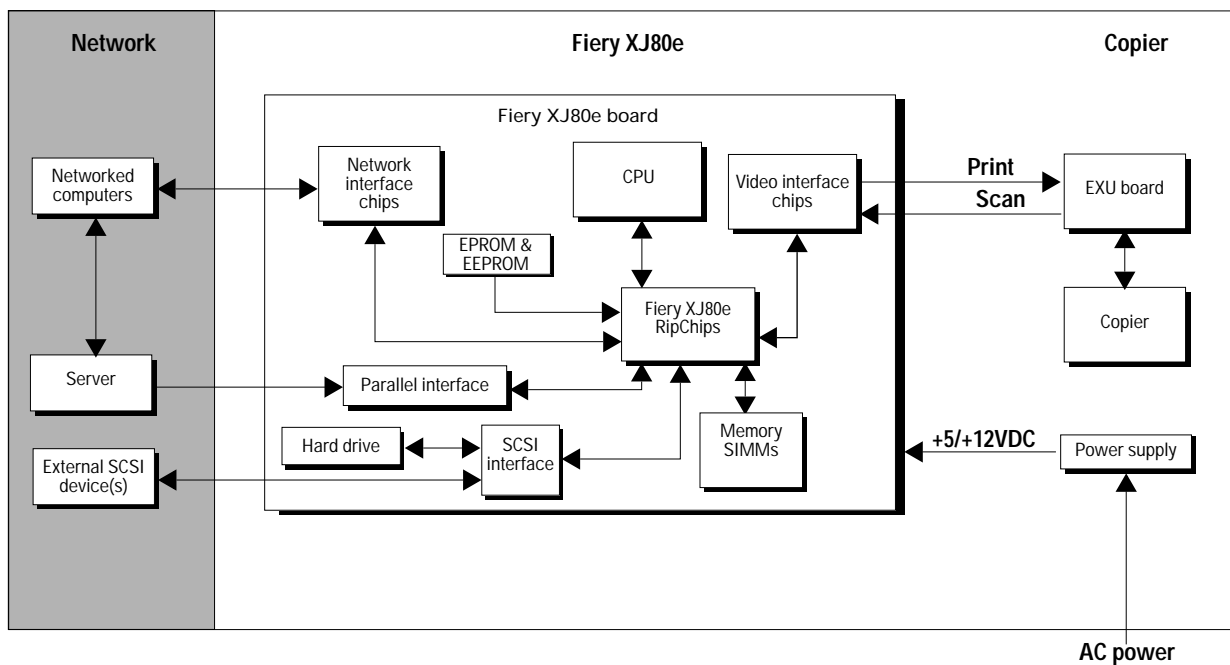 Network
Fiery XJ80e
Copier
Fiery XJ80e board
Networked
computers
Network
interface
chips
CPU
Video interface
chips
Print
Scan
EXU board
EPROM &
EEPROM
Fiery XJ80e
RipChips
Copier
Server
Parallel interface
Hard drive
SCSI
interface
Memory
SIMMs
+5/+12VDC
Power supply
External SCSI
device(s)
AC power